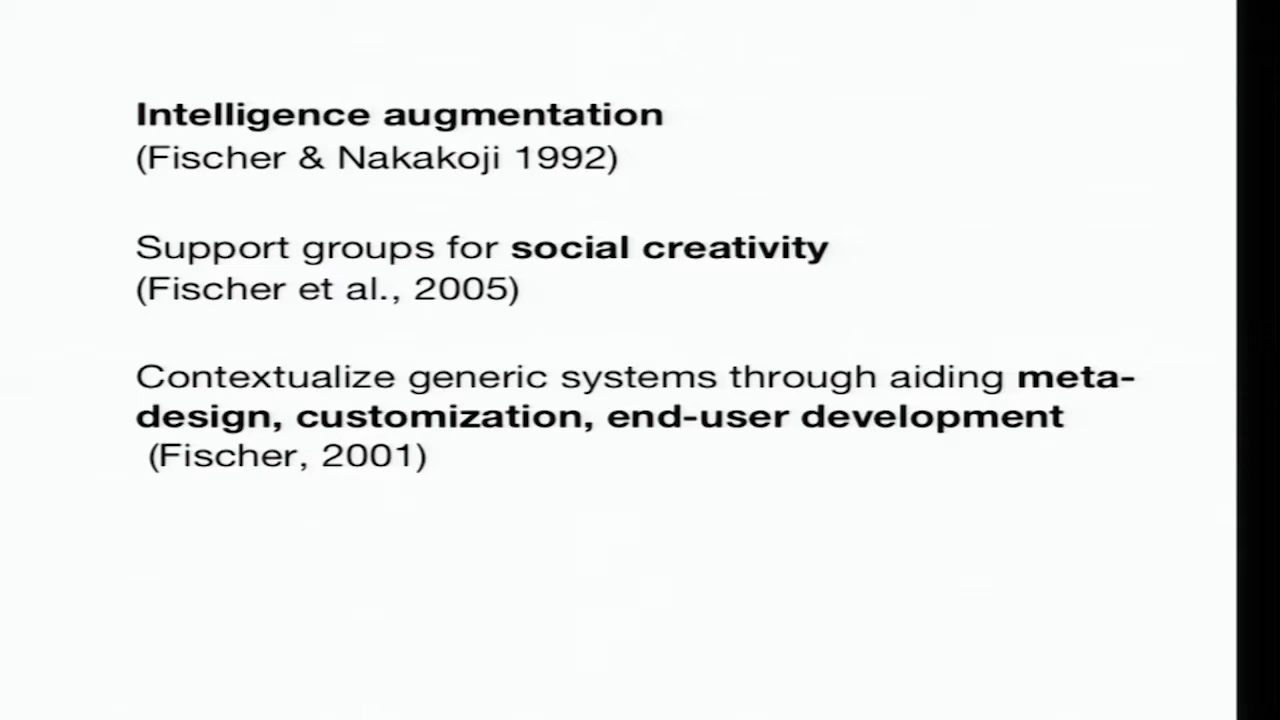 Intelligence augmentation
(Fischer & Nakakoji 1992)
Support groups for social creativity
(Fischer et al., 2005)
Contextualize generic systems through aiding meta-
design, customization, end-user development
(Fischer, 2001)